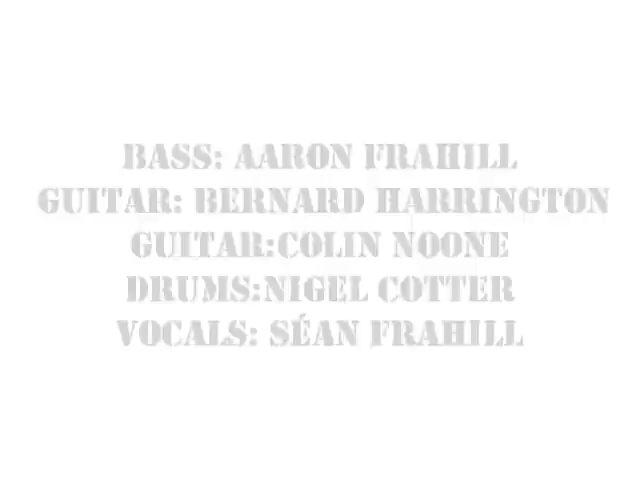 BASS: AARON FRAHILL
GUITAR: BERNARD HARRINGTON
GUITAR:COLIN NOONE
DRUMS:NIGEL COTTER
VOCALS: SÉAN FRAHILL